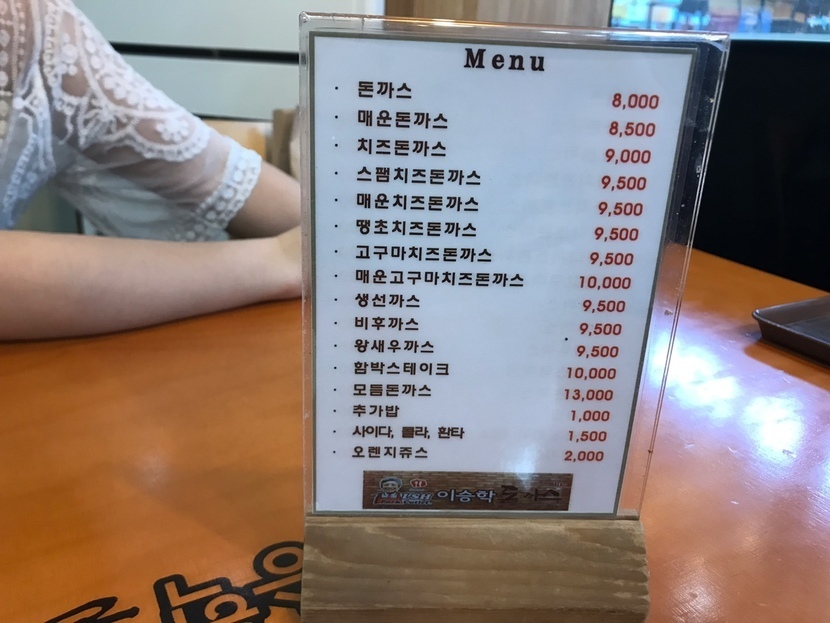 Menu
· 돈까스 8,000
· 매운돈까스 8,500
· 치즈돈까스 9,000
· 스팸치즈돈까스 9,500
· 매운치즈돈까스 9,500
· 땡초치즈돈까스 9,500
· 고구마치즈돈까스 9,500
· 매운고구마치즈돈까스 10,000
· 생선까스 9,500
· 비후까스 9,500
· 왕새우까스 9,500
· 함박스테이크 10,000
· 모듬돈까스 13,000
· 추가밥 1,000
· 사이다, 콜라, 환타 1,500
· 오렌지쥬스 2,000
이승학 돈까스